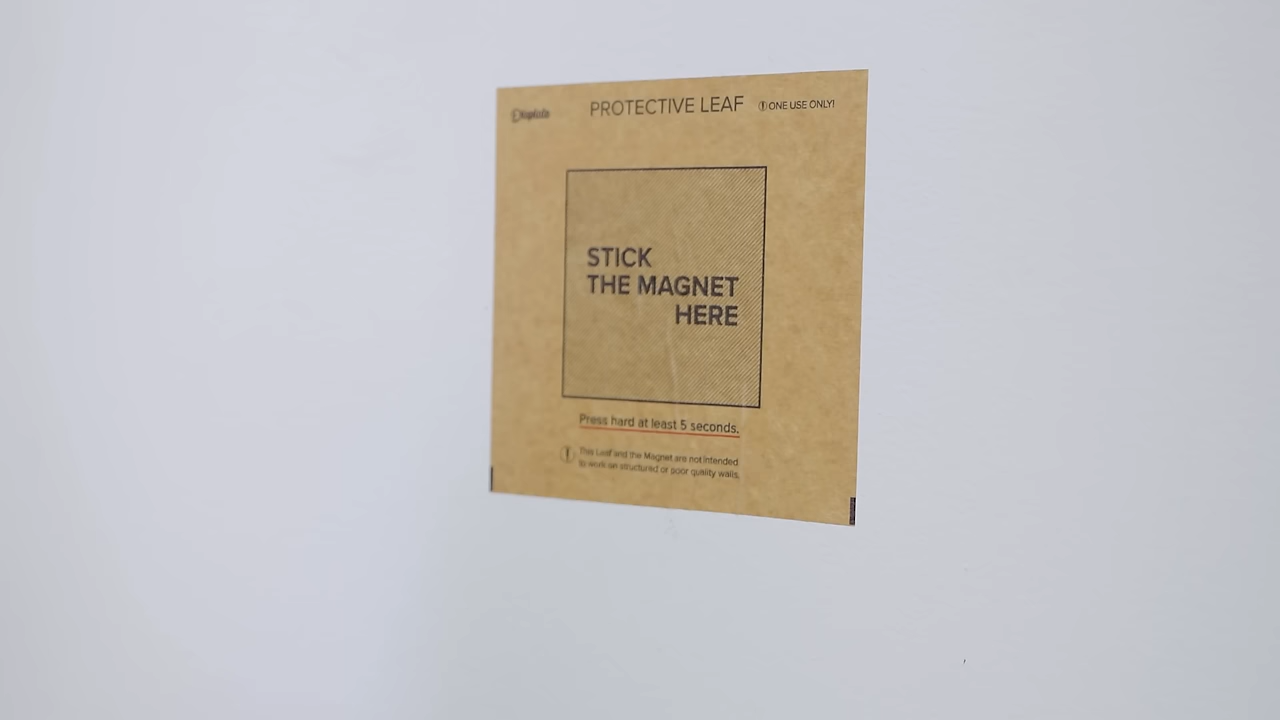 PROTECTIVE LEAF
ONE USE ONLY!
STICK
THE MAGNET
HERE
Press hard at least 5 seconds.
This Leaf and the Magnet are not intended
to work on structured or poor quality walls.